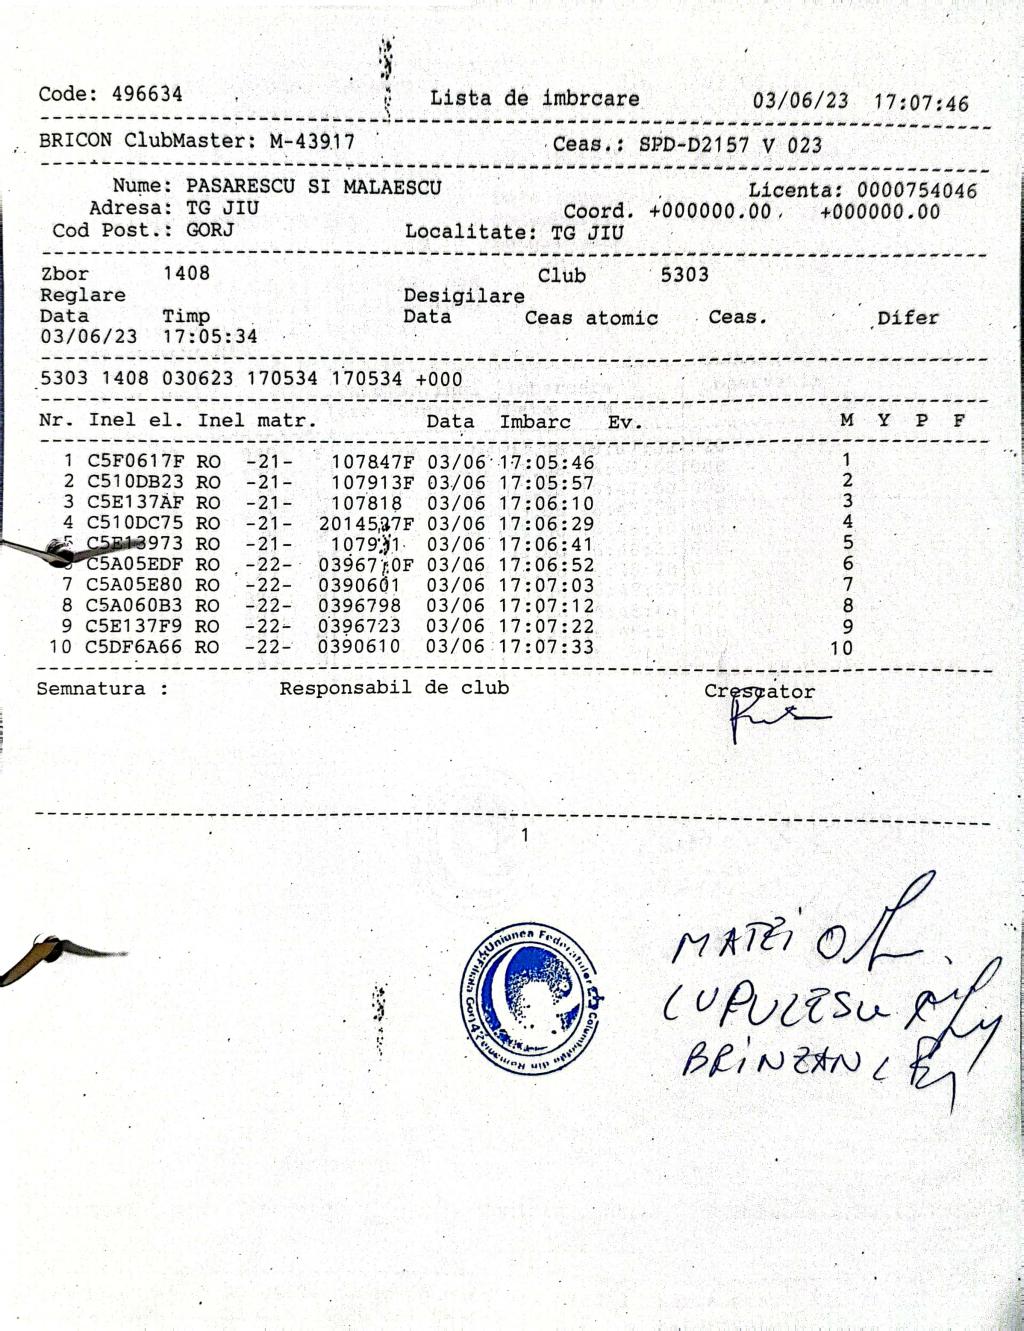 Code: 496634 Lista de imbrcare 03/06/23 17:07:46
BRICON ClubMaster: M-43917 Ceas.: SPD-D2157 V 023
Nume: PASARESCU SI MALAESCU Licenta: 0000754046
Adresa: TG JIU Coord. +000000.00 +000000.00
Cod Post.: GORJ Localitate: TG JIU
Zbor 1408 Club 5303
Reglare Desigilare
Data Timp Data Ceas atomic Ceas. Difer
03/06/23 17:05:34
5303 1408 030623 170534 170534 +000
Nr. Inel el. Inel matr. Data Imbarc Ev. M Y P F
1 C5F0617F RO -21- 107847F 03/06 17:05:46 1
2 C510DB23 RO -21- 107913F 03/06 17:05:57 2
3 C5E137AF RO -21- 107818 03/06 17:06:10 3
4 C510DC75 RO -21- 03/06 17:06:29 4
5 C5E13973 RO -21- 03/06 17:06:41 5
6 C5A05EDF RO -22- 03/06 17:06:52 6
7 C5A05E80 RO -22- 0390601 03/06 17:07:03 7
8 C5A060B3 RO -22- 0396798 03/06 17:07:12 8
9 C5E137F9 RO -22- 0396723 03/06 17:07:22 9
10 C5DF6A66 RO -22- 0390610 03/06 17:07:33 10
Semnatura : Responsabil de club Crescator
1
Uniunea Federatiilor Columbofile din Romania
MATEI O
LUPULESCU
BRINZAN